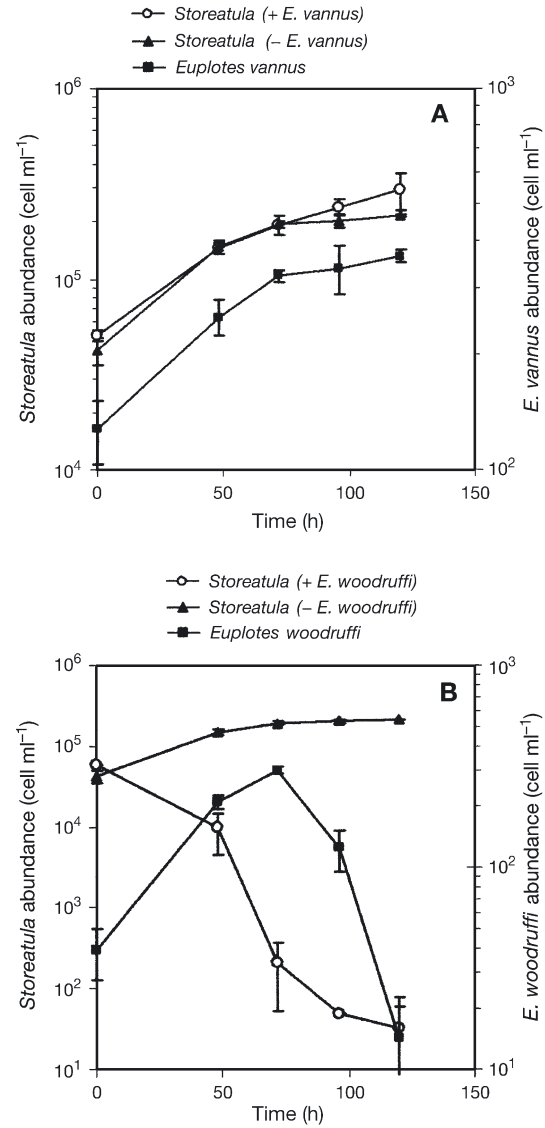 Storeatula (+ E. vannus)
Storeatula (– E. vannus)
Euplotes vannus
A
10^6
10^5
10^4
10^3
10^2
0 50 100 150
Time (h)
Storeatula abundance (cell ml^–1)
E. vannus abundance (cell ml^–1)
Storeatula (+ E. woodruffi)
Storeatula (– E. woodruffi)
Euplotes woodruffi
B
10^6
10^5
10^4
10^3
10^2
10^1
10^3
10^2
10^1
0 50 100 150
Time (h)
Storeatula abundance (cell ml^–1)
E. woodruffi abundance (cell ml^–1)